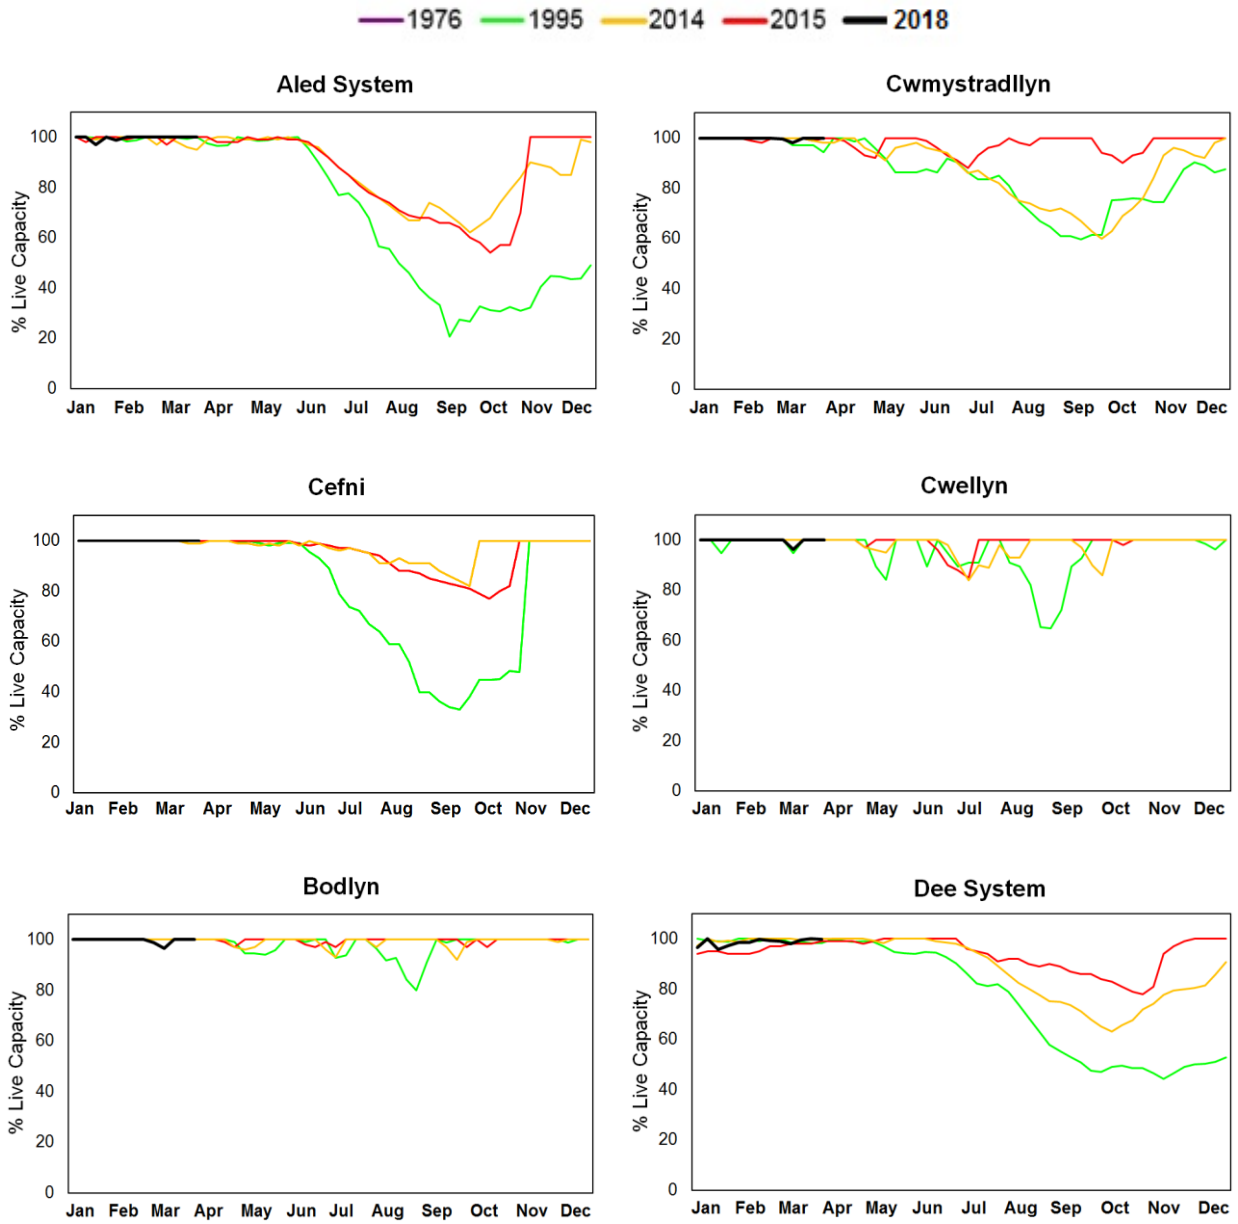 1976 1995 2014 2015 2018
Aled System
% Live Capacity
100
80
60
40
20
0
Jan Feb Mar Apr May Jun Jul Aug Sep Oct Nov Dec
Cwmystradllyn
% Live Capacity
100
80
60
40
20
0
Jan Feb Mar Apr May Jun Jul Aug Sep Oct Nov Dec
Cefni
% Live Capacity
100
80
60
40
20
0
Jan Feb Mar Apr May Jun Jul Aug Sep Oct Nov Dec
Cwellyn
% Live Capacity
100
80
60
40
20
0
Jan Feb Mar Apr May Jun Jul Aug Sep Oct Nov Dec
Bodlyn
% Live Capacity
100
80
60
40
20
0
Jan Feb Mar Apr May Jun Jul Aug Sep Oct Nov Dec
Dee System
% Live Capacity
100
80
60
40
20
0
Jan Feb Mar Apr May Jun Jul Aug Sep Oct Nov Dec